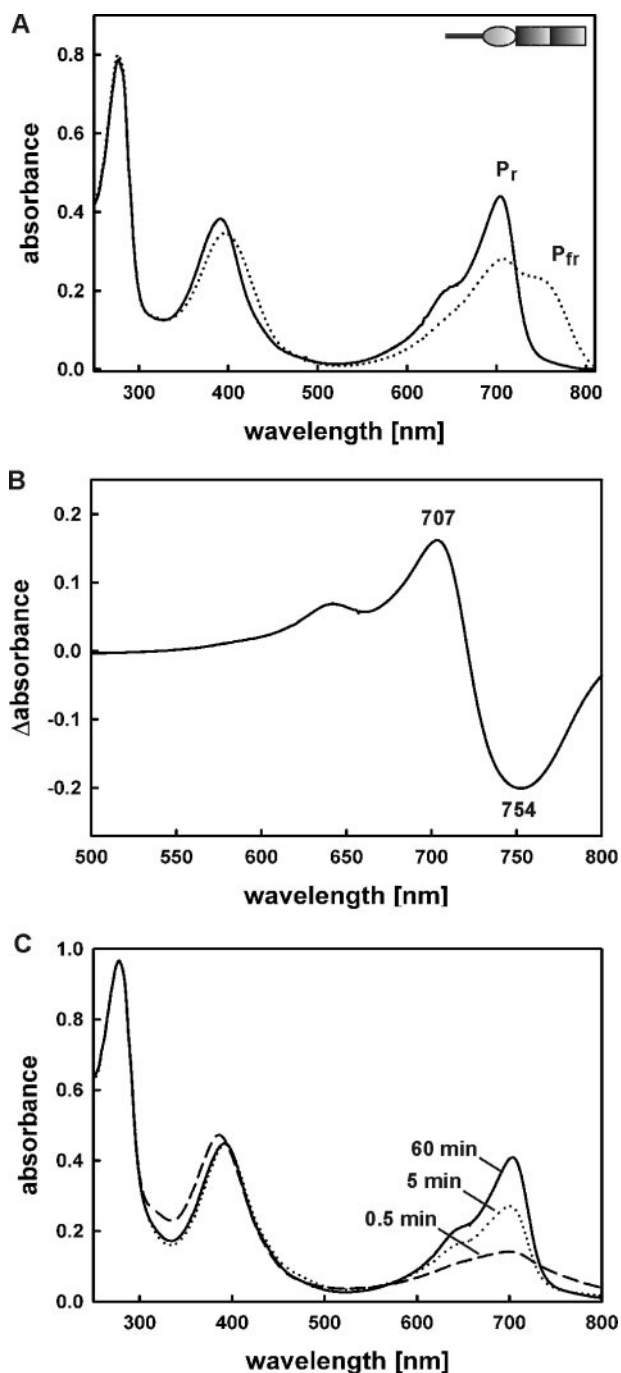 A
absorbance
0.8
0.6
0.4
0.2
0.0
Pr
Pfr
300 400 500 600 700 800
wavelength [nm]
B
Δabsorbance
0.2
0.1
0.0
-0.1
-0.2
707
754
500 550 600 650 700 750 800
wavelength [nm]
C
absorbance
1.0
0.8
0.6
0.4
0.2
0.0
60 min
5 min
0.5 min
300 400 500 600 700 800
wavelength [nm]